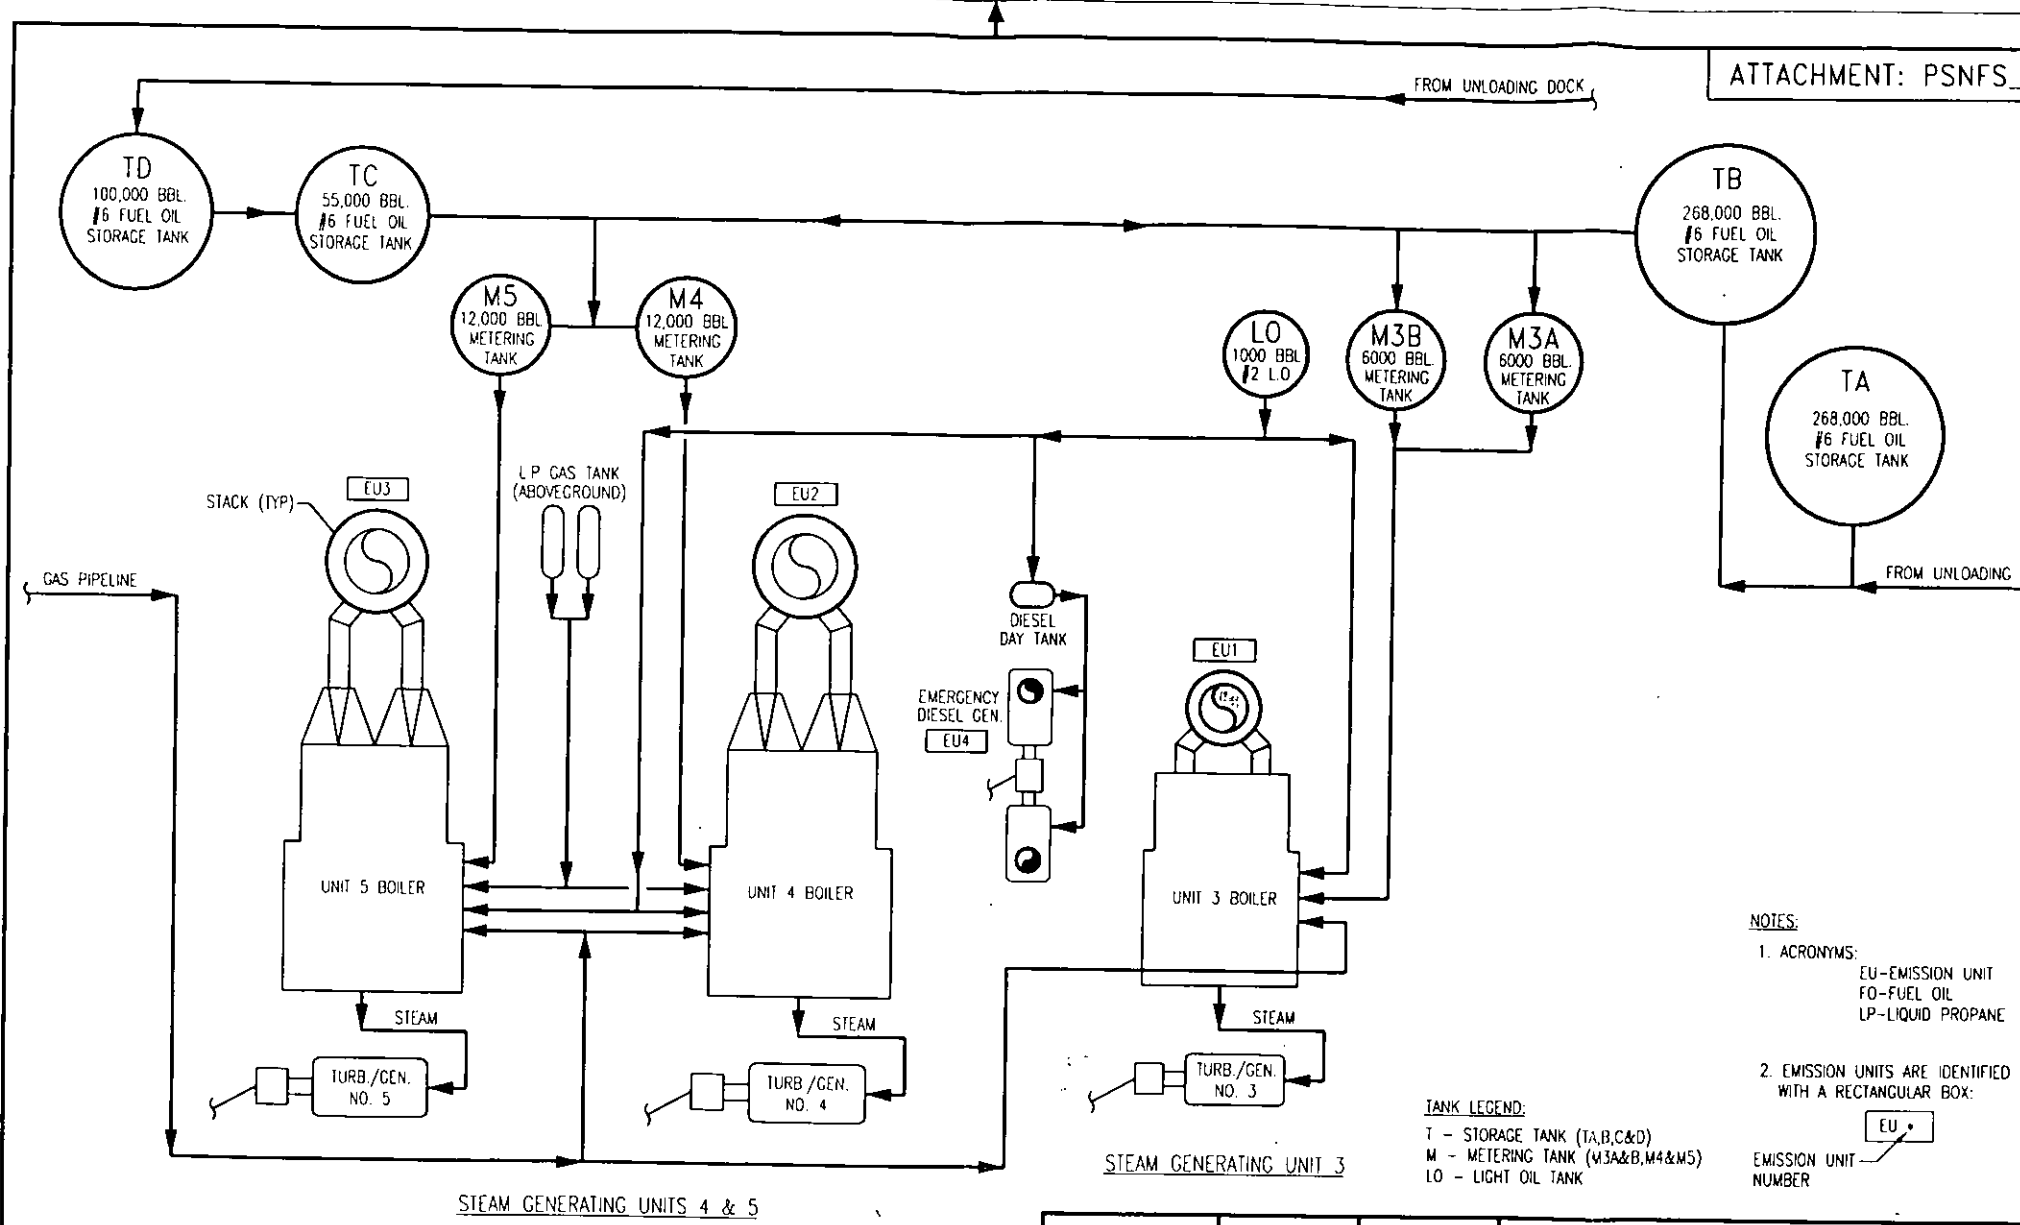 ATTACHMENT: PSNFS_
FROM UNLOADING DOCK
TD
100,000 BBL.
#6 FUEL OIL
STORAGE TANK
TC
55,000 BBL.
#6 FUEL OIL
STORAGE TANK
TB
268,000 BBL.
#6 FUEL OIL
STORAGE TANK
M5
12,000 BBL
METERING
TANK
M4
12,000 BBL
METERING
TANK
LO
1000 BBL
#2 L.O
M3B
6000 BBL.
METERING
TANK
M3A
6000 BBL.
METERING
TANK
TA
268,000 BBL.
#6 FUEL OIL
STORAGE TANK
FROM UNLOADING
EU3
STACK (TYP)
L.P GAS TANK
(ABOVEGROUND)
EU2
GAS PIPELINE
DIESEL
DAY TANK
EU1
EMERGENCY
DIESEL GEN.
EU4
UNIT 5 BOILER
UNIT 4 BOILER
UNIT 3 BOILER
STEAM
STEAM
STEAM
TURB./GEN.
NO. 5
TURB/GEN.
NO. 4
TURB./GEN.
NO. 3
NOTES:
1. ACRONYMS:
EU-EMISSION UNIT
FO-FUEL OIL
LP-LIQUID PROPANE
2. EMISSION UNITS ARE IDENTIFIED
WITH A RECTANGULAR BOX:
EU •
EMISSION UNIT
NUMBER
TANK LEGEND:
T - STORAGE TANK (TA,B,C&D)
M - METERING TANK (M3A&B,M4&M5)
LO - LIGHT OIL TANK
STEAM GENERATING UNIT 3
STEAM GENERATING UNITS 4 & 5